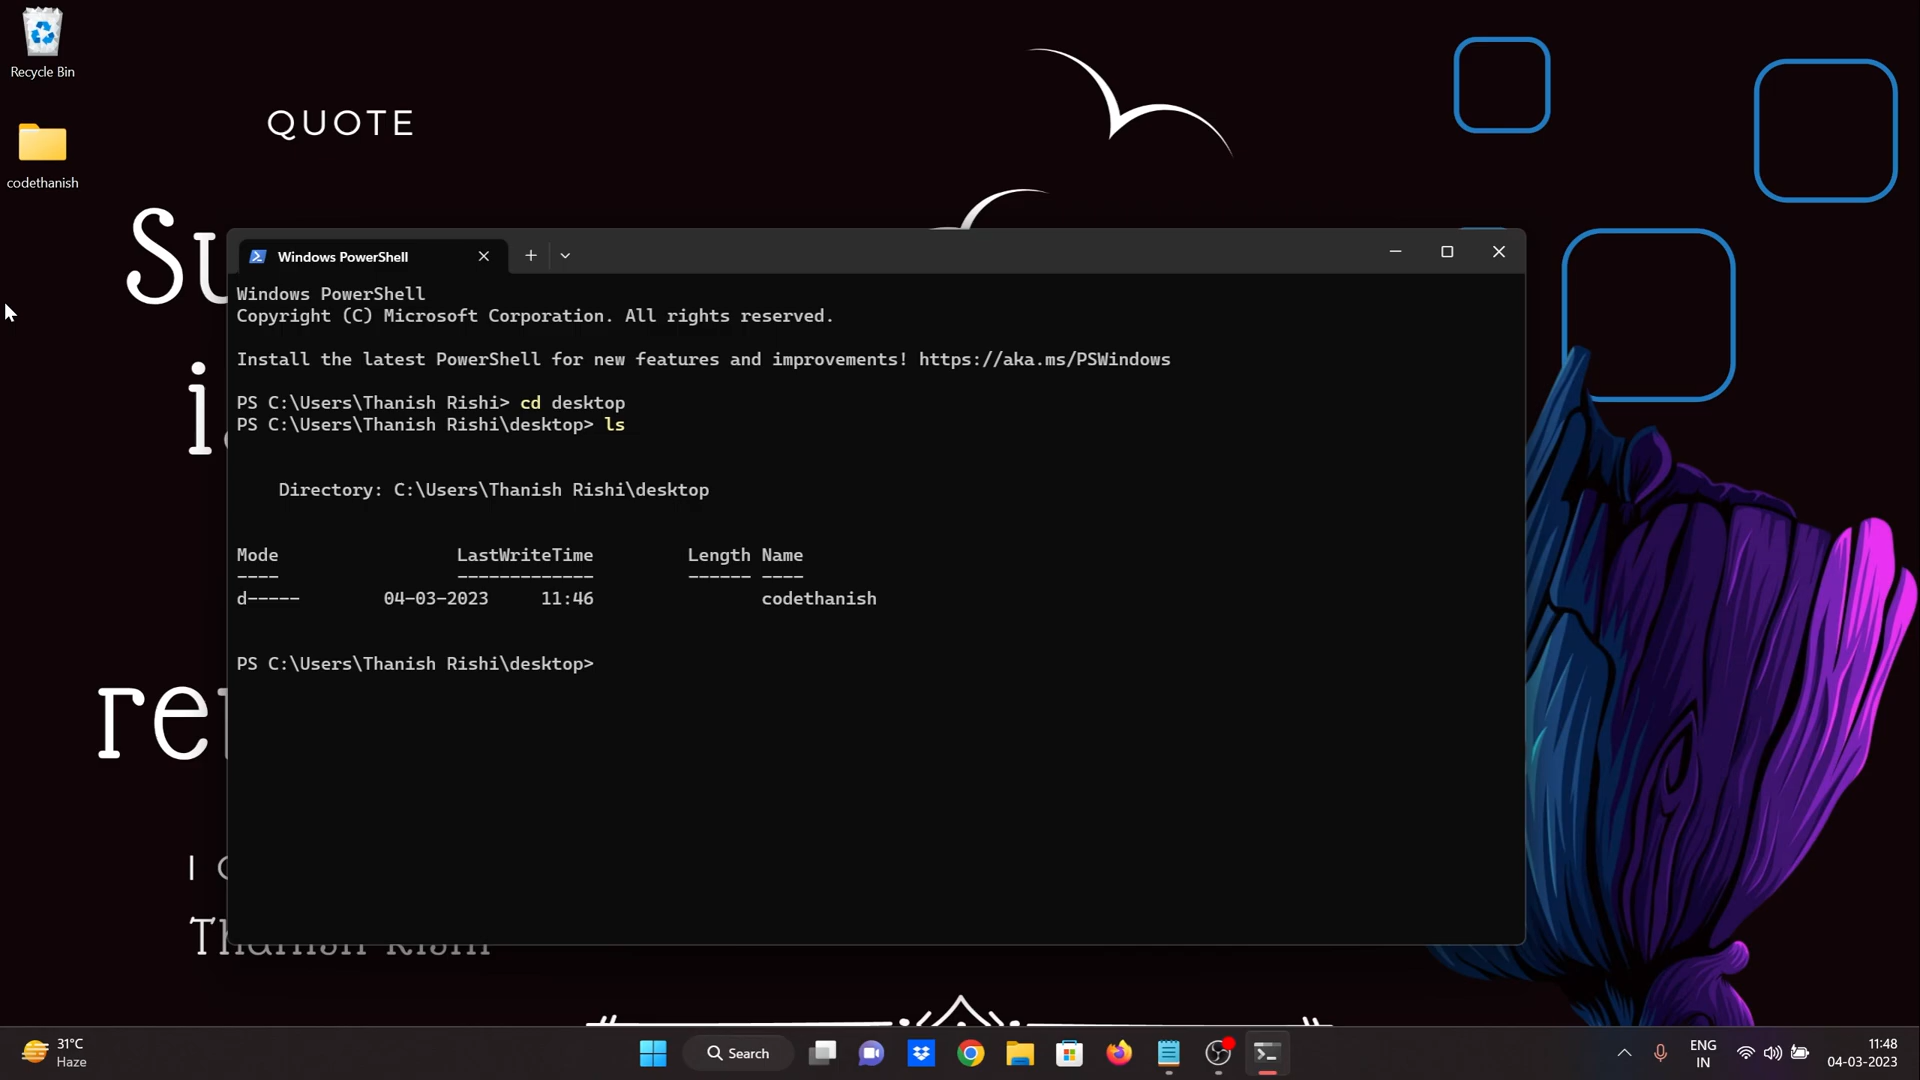 Recycle Bin
codethanish
QUOTE
Windows PowerShell
Windows PowerShell
Copyright (C) Microsoft Corporation. All rights reserved.
Install the latest PowerShell for new features and improvements! https://aka.ms/PSWindows
PS C:\Users\Thanish Rishi> cd desktop
PS C:\Users\Thanish Rishi\desktop> ls
Directory: C:\Users\Thanish Rishi\desktop
Mode LastWriteTime Length Name
---- ------------- ------ ----
d----- 04-03-2023 11:46 codethanish
PS C:\Users\Thanish Rishi\desktop>
Thanish Rishi
31°C
Haze
Search
ENG
IN
11:48
04-03-2023